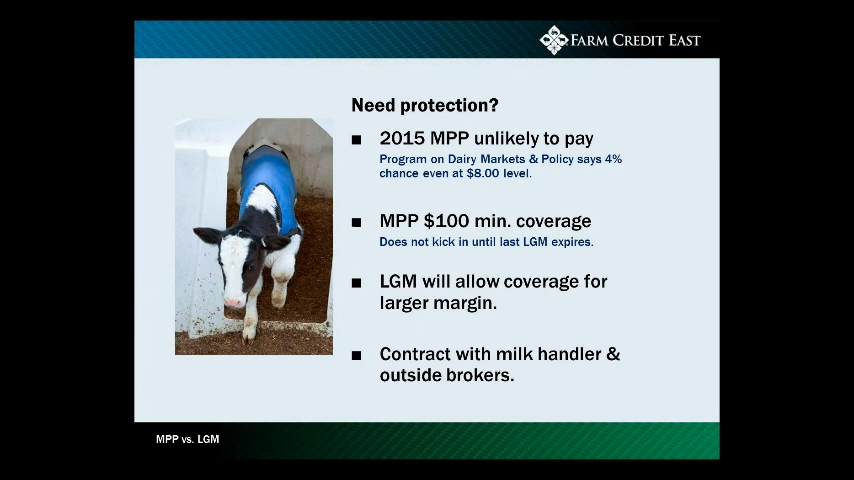 FARM CREDIT EAST
Need protection?
■ 2015 MPP unlikely to pay
Program on Dairy Markets & Policy says 4%
chance even at $8.00 level.
■ MPP $100 min. coverage
Does not kick in until last LGM expires.
■ LGM will allow coverage for
larger margin.
■ Contract with milk handler &
outside brokers.
MPP vs. LGM